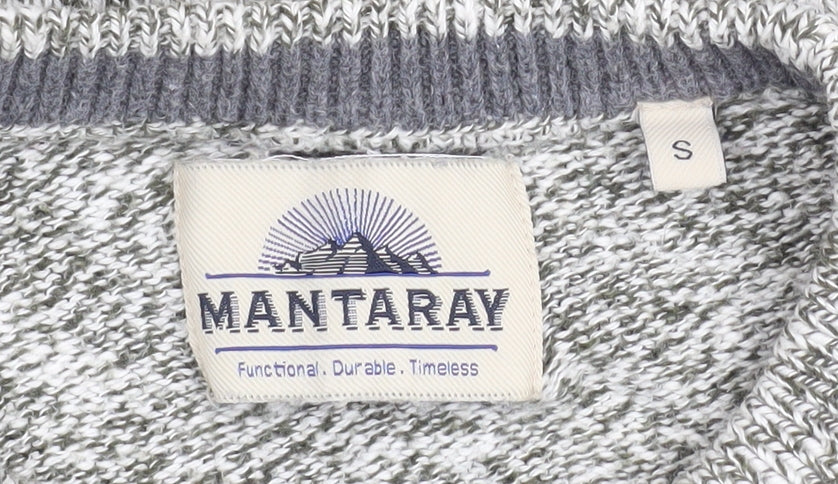 S
MANTARAY
Functional. Durable. Timeless